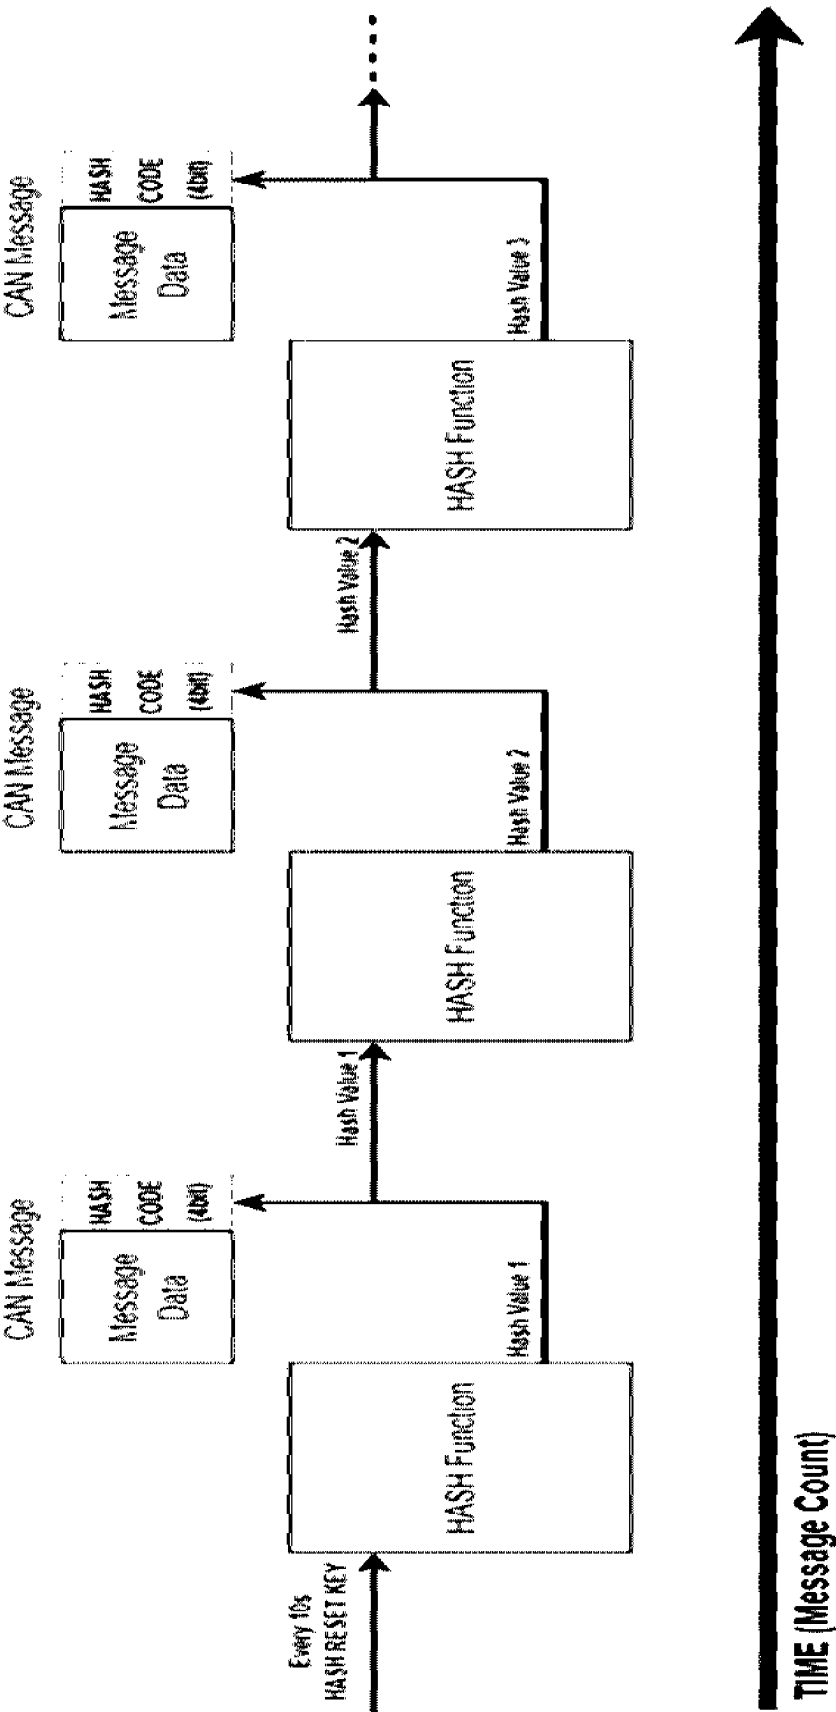 CAN Message
Message
Data
HASH
CODE
(4bit)
CAN Message
Message
Data
HASH
CODE
(4bit)
CAN Message
Message
Data
HASH
CODE
(4bit)
Every 10s
HASH RESET KEY
HASH Function
Hash Value 1
Hash Value 1
HASH Function
Hash Value 2
Hash Value 2
HASH Function
Hash Value 3
TIME (Message Count)